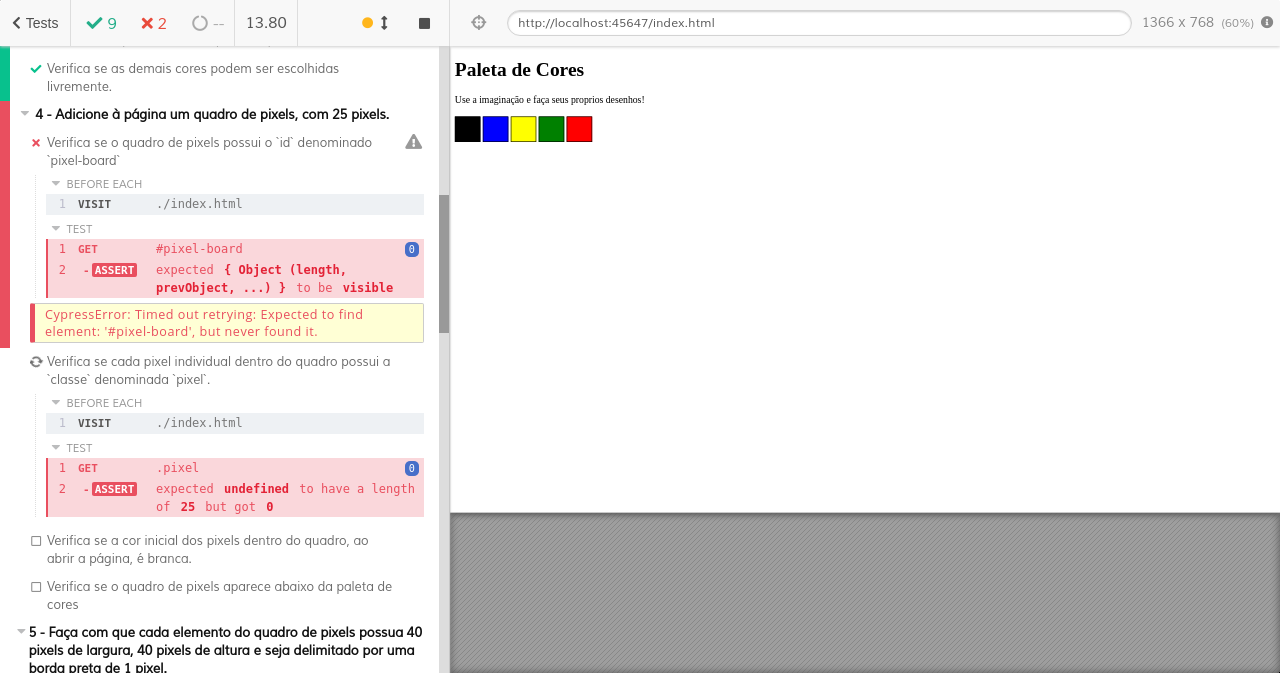 Tests
9
2
--
13.80
http://localhost:45647/index.html
1366 x 768 (60%)
Verifica se as demais cores podem ser escolhidas
livremente.
4 - Adicione à página um quadro de pixels, com 25 pixels.
Verifica se o quadro de pixels possui o `id` denominado
`pixel-board`
BEFORE EACH
1 VISIT ./index.html
TEST
1 GET #pixel-board 0
2 -ASSERT expected { Object (length,
prevObject, ...) } to be visible
CypressError: Timed out retrying: Expected to find
element: '#pixel-board', but never found it.
Verifica se cada pixel individual dentro do quadro possui a
`classe` denominada `pixel`.
BEFORE EACH
1 VISIT ./index.html
TEST
1 GET .pixel 0
2 -ASSERT expected undefined to have a length
of 25 but got 0
Verifica se a cor inicial dos pixels dentro do quadro, ao
abrir a página, é branca.
Verifica se o quadro de pixels aparece abaixo da paleta de
cores
5 - Faça com que cada elemento do quadro de pixels possua 40
pixels de largura, 40 pixels de altura e seja delimitado por uma
borda preta de 1 pixel.
Paleta de Cores
Use a imaginação e faça seus proprios desenhos!